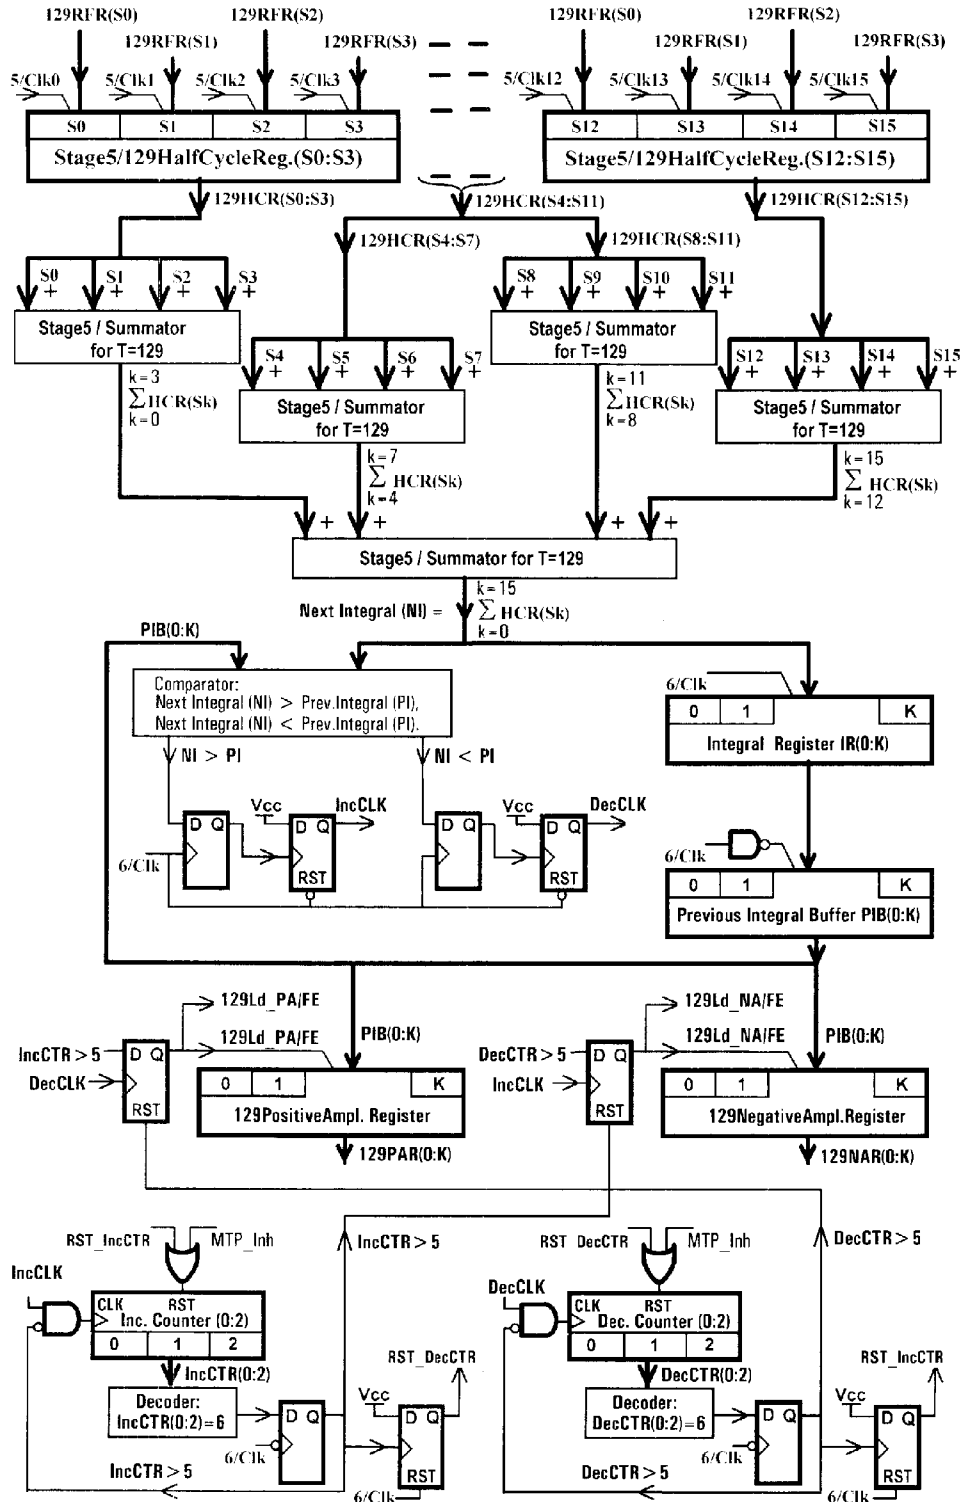 129RFR(S0)
129RFR(S2)
129RFR(S0)
129RFR(S2)
129RFR(S1)
129RFR(S3)
129RFR(S1)
129RFR(S3)
5/Clk0
5/Clk1
5/Clk2
5/Clk3
5/Clk12
5/Clk13
5/Clk14
5/Clk15
S0
S1
S2
S3
S12
S13
S14
S15
Stage5/129HalfCycleReg.(S0:S3)
Stage5/129HalfCycleReg.(S12:S15)
129HCR(S0:S3)
129HCR(S4:S11)
129HCR(S12:S15)
129HCR(S4:S7)
129HCR(S8:S11)
S0
+
S1
+
S2
+
S3
+
S8
+
S9
+
S10
+
S11
+
Stage5 / Summator
for T=129
Stage5 / Summator
for T=129
S4
+
S5
+
S6
+
S7
+
S12
+
S13
+
S14
+
S15
+
k=3
∑HCR(Sk)
k=0
Stage5 / Summator
for T=129
k=11
∑HCR(Sk)
k=8
Stage5 / Summator
for T=129
k=7
∑ HCR(Sk)
k=4
k=15
∑ HCR(Sk)
k=12
+
+
+
+
Stage5 / Summator for T=129
k=15
Next Integral (NI) = ∑ HCR(Sk)
k=0
PIB(0:K)
Comparator:
Next Integral (NI) > Prev.Integral (PI),
Next Integral (NI) < Prev.Integral (PI).
6/Clk
0
1
K
Integral Register IR(0:K)
NI > PI
NI < PI
Vcc
IncCLK
Vcc
DecCLK
D Q
D Q
RST
D Q
D Q
RST
6/Clk
6/Clk
0
1
K
Previous Integral Buffer PIB(0:K)
129Ld_PA/FE
129Ld_NA/FE
129Ld_PA/FE
PIB(0:K)
129Ld_NA/FE
PIB(0:K)
IncCTR>5
DecCLK
D Q
RST
DecCTR>5
IncCLK
D Q
RST
0
1
K
129PositiveAmpl. Register
0
1
K
129NegativeAmpl.Register
129PAR(0:K)
129NAR(0:K)
RST_IncCTR
MTP_Inh
IncCTR>5
RST_DecCTR
MTP_Inh
DecCTR>5
IncCLK
CLK
RST
Inc. Counter (0:2)
0
1
2
DecCLK
CLK
RST
Dec. Counter (0:2)
0
1
2
IncCTR(0:2)
RST_DecCTR
DecCTR(0:2)
RST_IncCTR
Decoder:
IncCTR(0:2)=6
D Q
Vcc
D Q
RST
Decoder:
DecCTR(0:2)=6
D Q
Vcc
D Q
RST
6/Clk
6/Clk
IncCTR>5
DecCTR>5
6/Clk
6/Clk